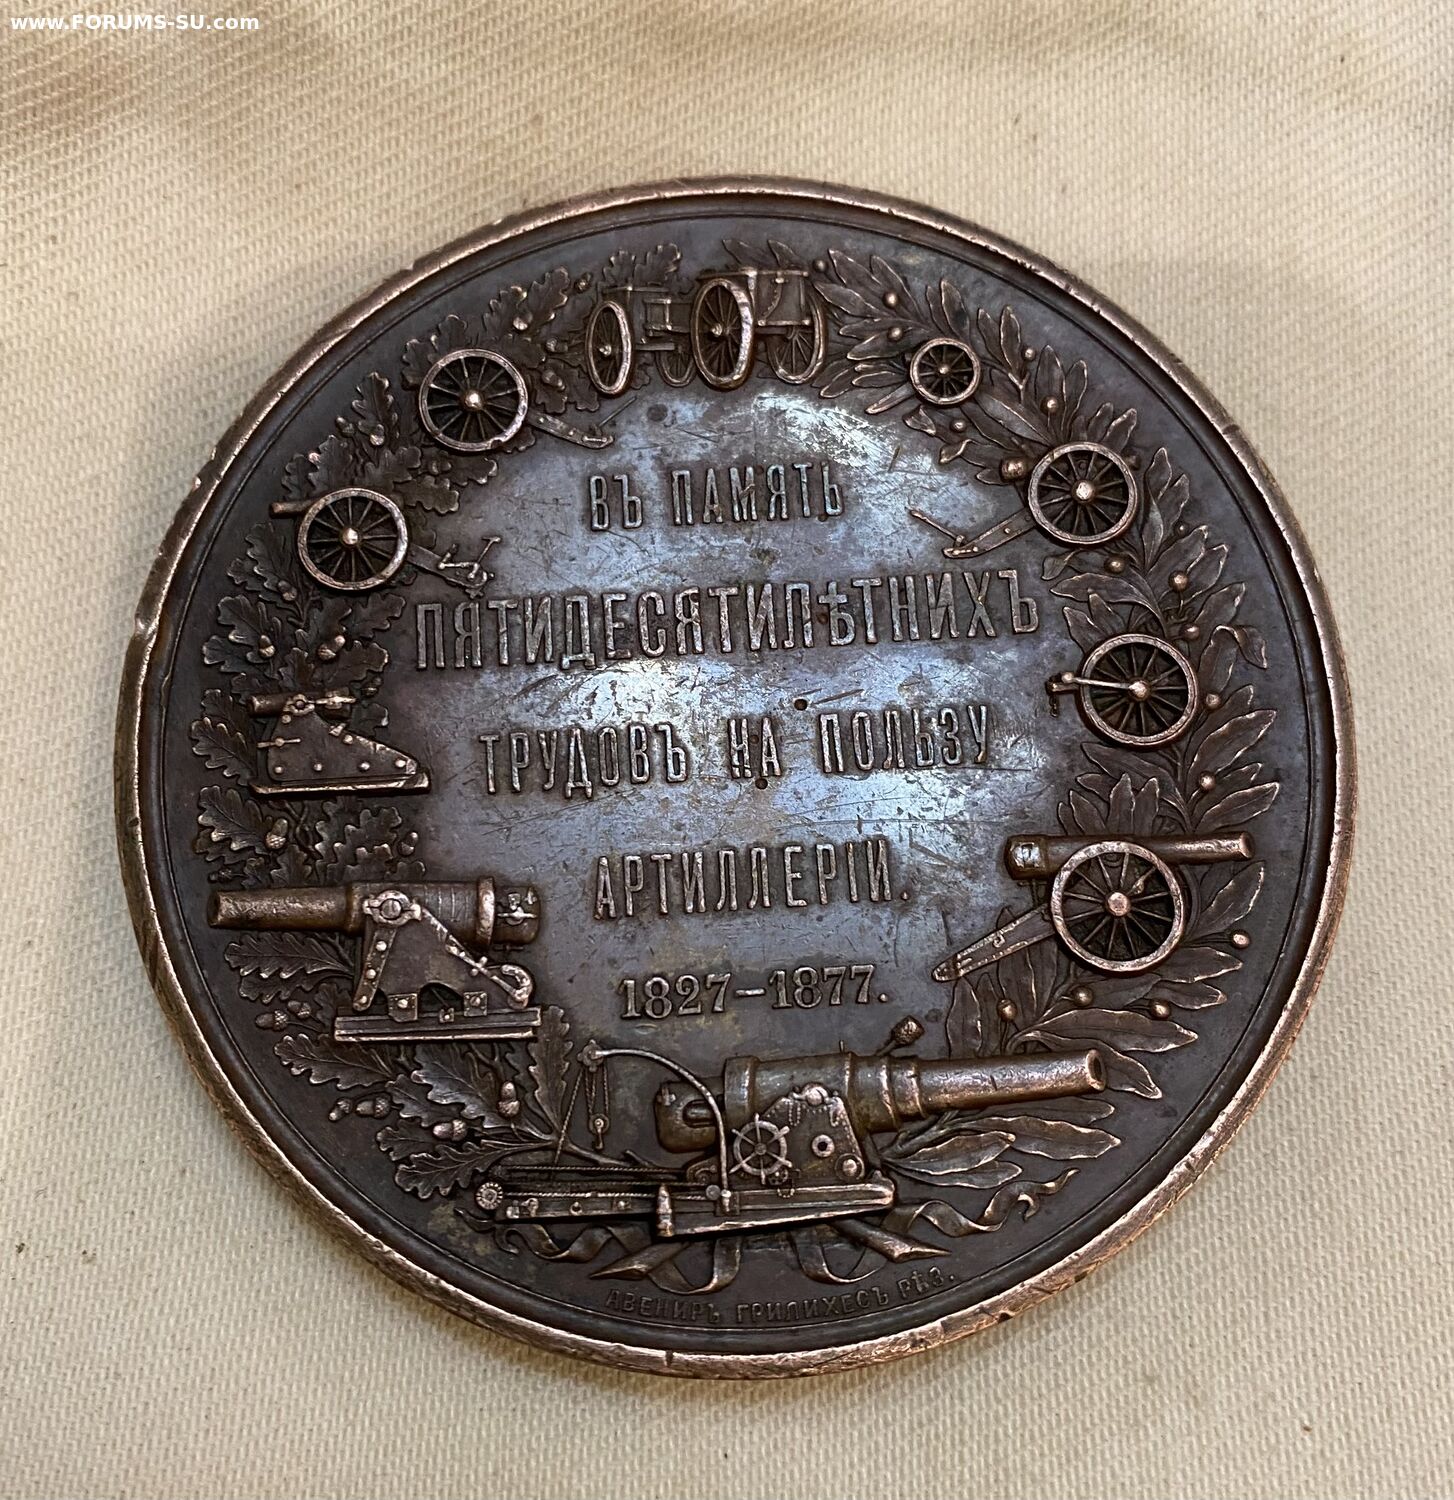 www.FORUMS-SU.com
ВЪ ПАМЯТЬ
ПЯТИДЕСЯТИЛѢТНИХЪ
ТРУДОВЪ НА ПОЛЬЗУ
АРТИЛЛЕРІИ.
1827-1877.
АВЕНИРЪ ГРИЛИХЕСЪ РѢЗ.